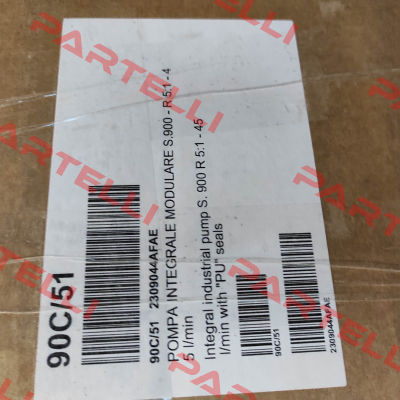 90C/51
90C/51 2309044AFAE
POMPA INTEGRALE MODULARE S.900 - R 5:1 - 4
5 l/min
Integral industrial pump S. 900 R 5:1 - 45
l/min with "PU" seals
90C/51
2309044AFAE
PARTELLI
PARTELLI
PARTELLI
PARTELLI